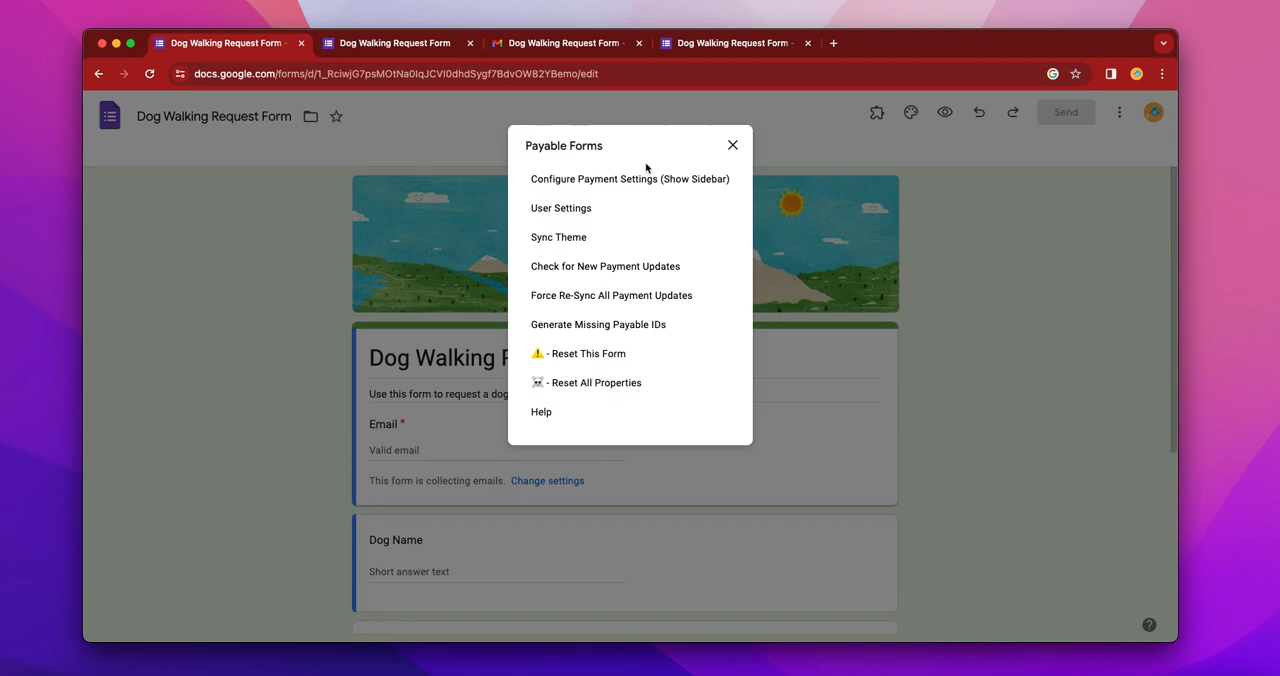 Dog Walking Request Form -
Dog Walking Request Form
Dog Walking Request Form -
Dog Walking Request Form -
docs.google.com/forms/d/1_RciwjG7psMOtNa0IqJCVI0dhdSygf7BdvOW82YBemo/edit
Dog Walking Request Form
Send
Payable Forms
Configure Payment Settings (Show Sidebar)
User Settings
Sync Theme
Check for New Payment Updates
Force Re-Sync All Payment Updates
Generate Missing Payable IDs
⚠️ - Reset This Form
☠️ - Reset All Properties
Help
Dog Walking R
Use this form to request a dog
Email *
Valid email
This form is collecting emails. Change settings
Dog Name
Short answer text